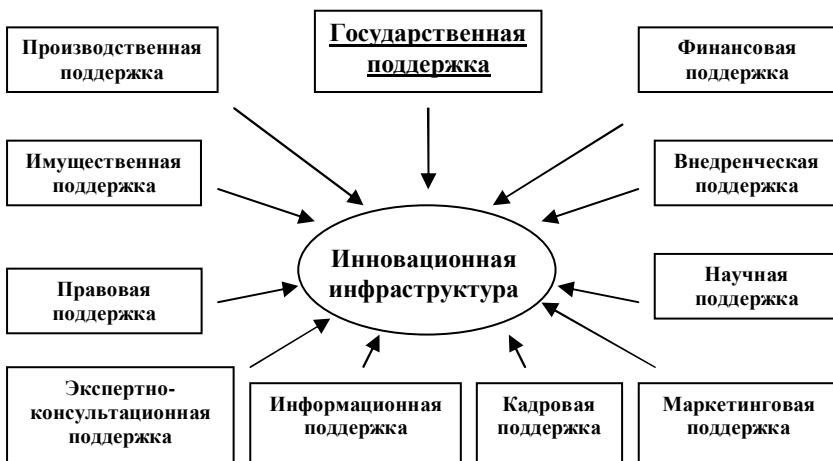 Производственная
поддержка
Государственная
поддержка
Финансовая
поддержка
Имущественная
поддержка
Внедренческая
поддержка
Инновационная
инфраструктура
Правовая
поддержка
Научная
поддержка
Экспертно-
консультационная
поддержка
Информационная
поддержка
Кадровая
поддержка
Маркетинговая
поддержка